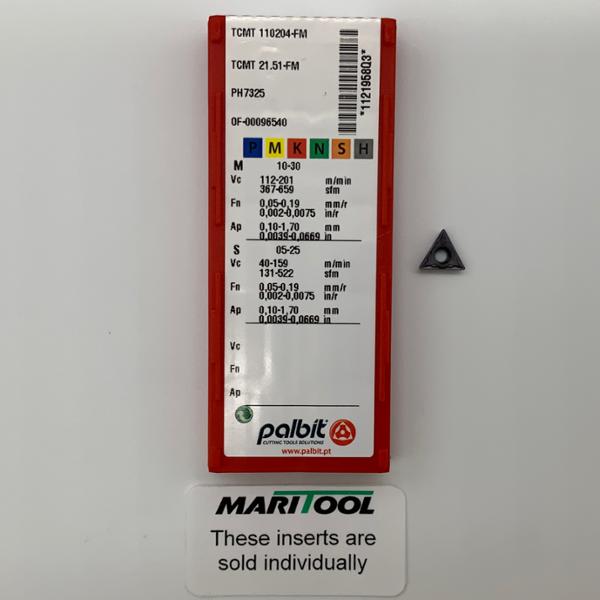 TCMT 110204-FM
TCMT 21.51-FM
PH7325
OF-00096540
*1121958Q3*
P M K N S H
M 10-30
Vc 112-201 m/min
367-659 sfm
Fn 0,05-0,19 mm/r
0,002-0,0075 in/r
Ap 0,10-1,70 mm
0,0039-0,0669 in
S 05-25
Vc 40-159 m/min
131-522 sfm
Fn 0,05-0,19 mm/r
0,002-0,0075 in/r
Ap 0,10-1,70 mm
0,0039-0,0669 in
Vc
Fn
Ap
palbit
CUTTING TOOLS SOLUTIONS
www.palbit.pt
MARITOOL
These inserts are
sold individually